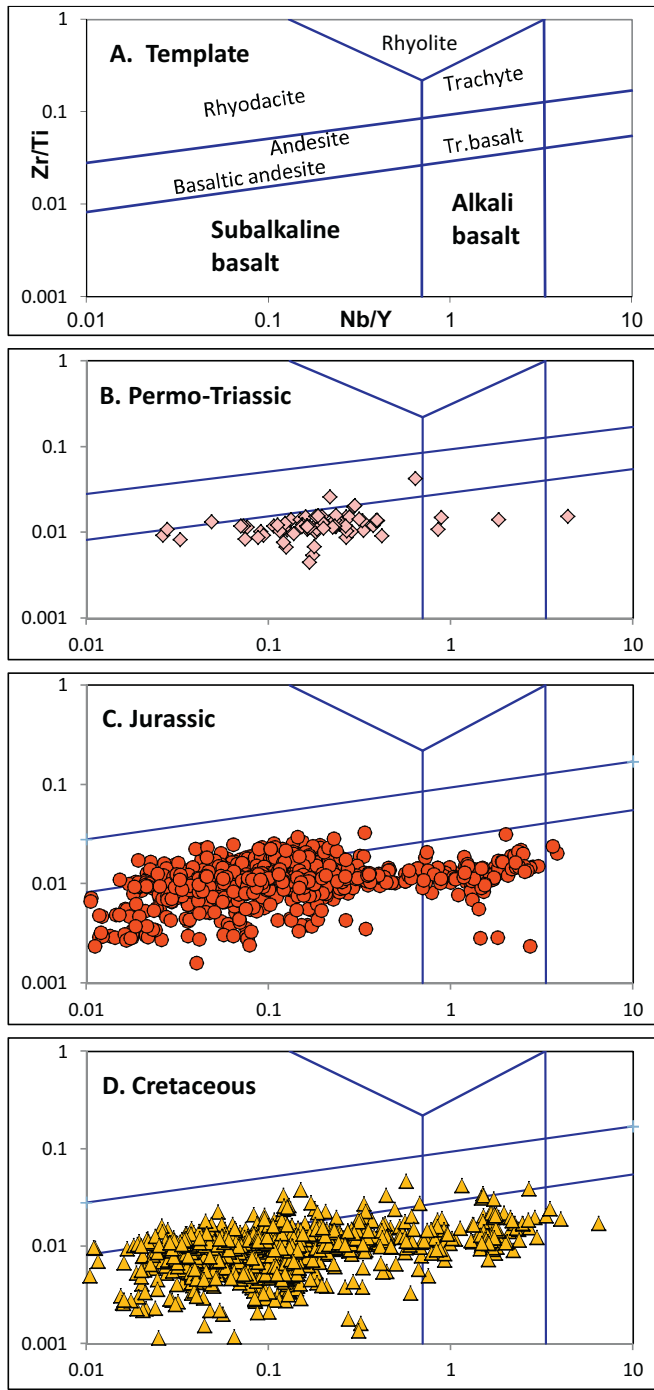 A. Template
Rhyolite
Trachyte
Rhyodacite
Andesite
Tr.basalt
Basaltic andesite
Subalkaline
basalt
Alkali
basalt
Zr/Ti
1
0.1
0.01
0.001
0.01
0.1
Nb/Y
1
10
B. Permo-Triassic
1
0.1
0.01
0.001
0.01
0.1
1
10
C. Jurassic
1
0.1
0.01
0.001
0.01
0.1
1
10
D. Cretaceous
1
0.1
0.01
0.001
0.01
0.1
1
10